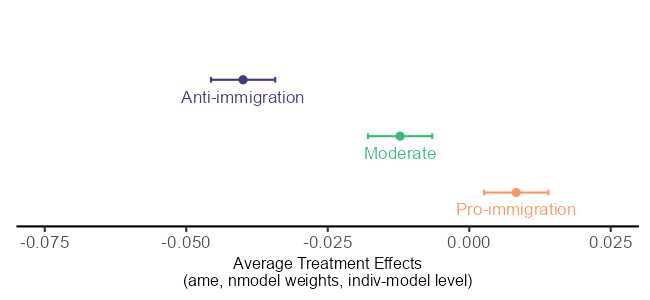 Anti-immigration
Moderate
Pro-immigration
-0.075 -0.050 -0.025 0.000 0.025
Average Treatment Effects
(ame, nmodel weights, indiv-model level)